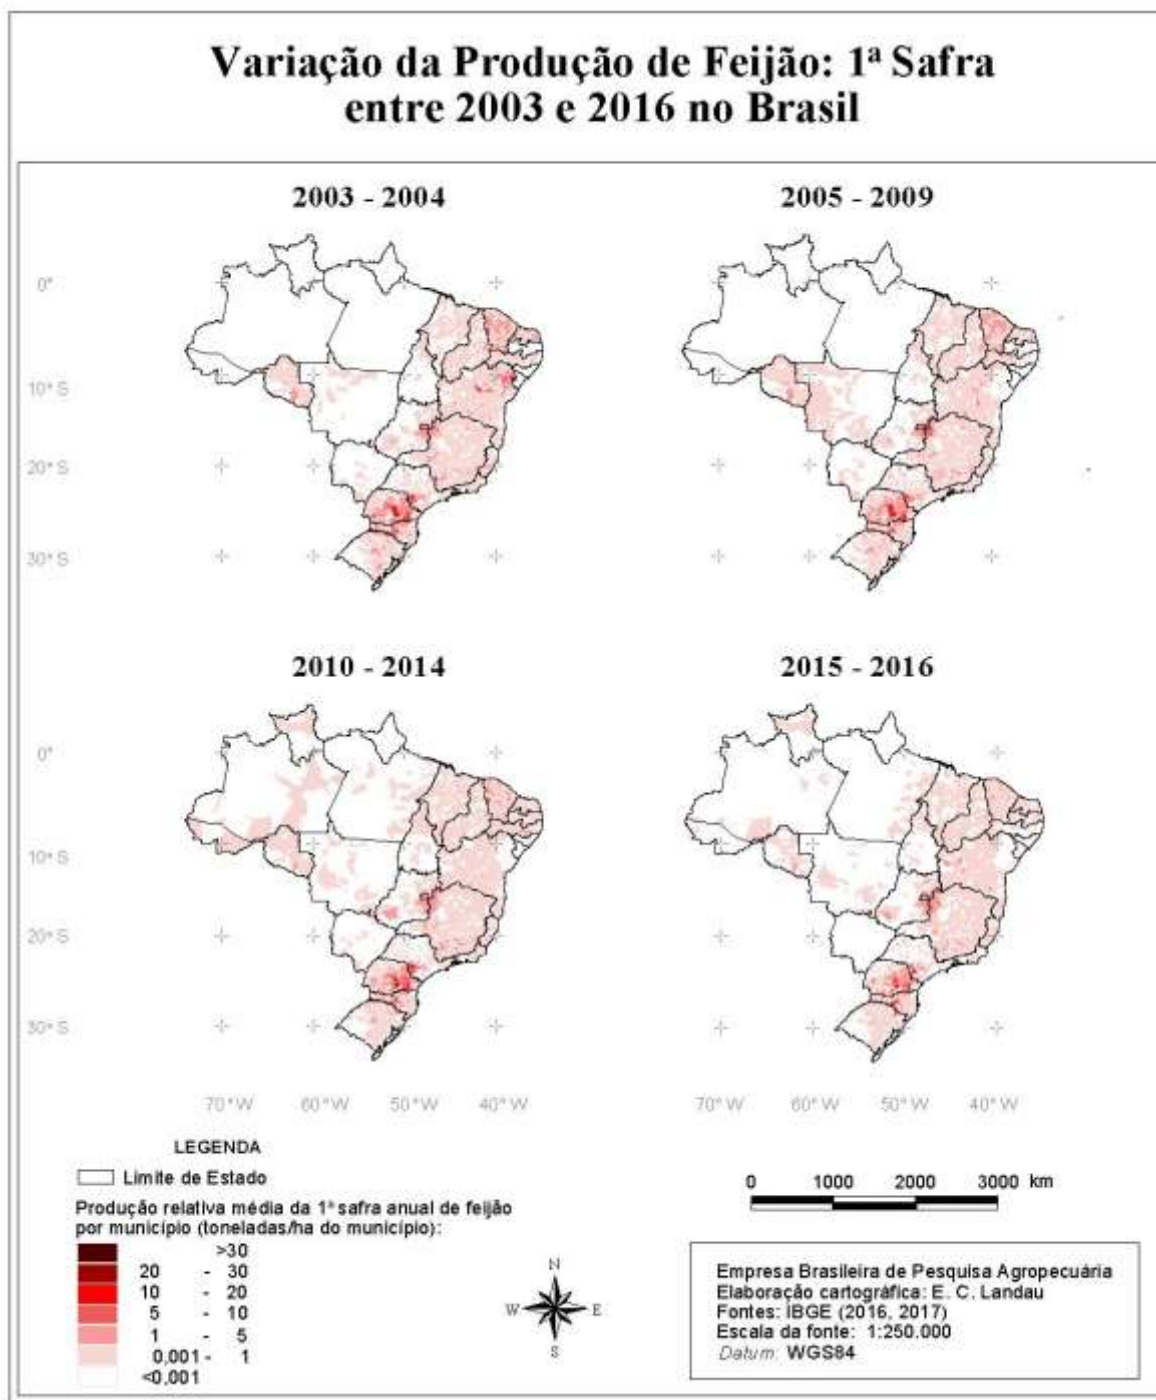 Variação da Produção de Feijão: 1ª Safra
entre 2003 e 2016 no Brasil
2003 - 2004
2005 - 2009
0°
10° S
20° S
30° S
2010 - 2014
2015 - 2016
0°
10° S
20° S
30° S
70° W 60° W 50° W 40° W
70° W 60° W 50° W 40° W
LEGENDA
Limite de Estado
Produção relativa média da 1ª safra anual de feijão
por município (toneladas/ha do município):
>30
20 - 30
10 - 20
5 - 10
1 - 5
0,001 - 1
<0,001
N
W E
S
0 1000 2000 3000 km
Empresa Brasileira de Pesquisa Agropecuária
Elaboração cartográfica: E. C. Landau
Fontes: IBGE (2016, 2017)
Escala da fonte: 1:250.000
Datum: WGS84